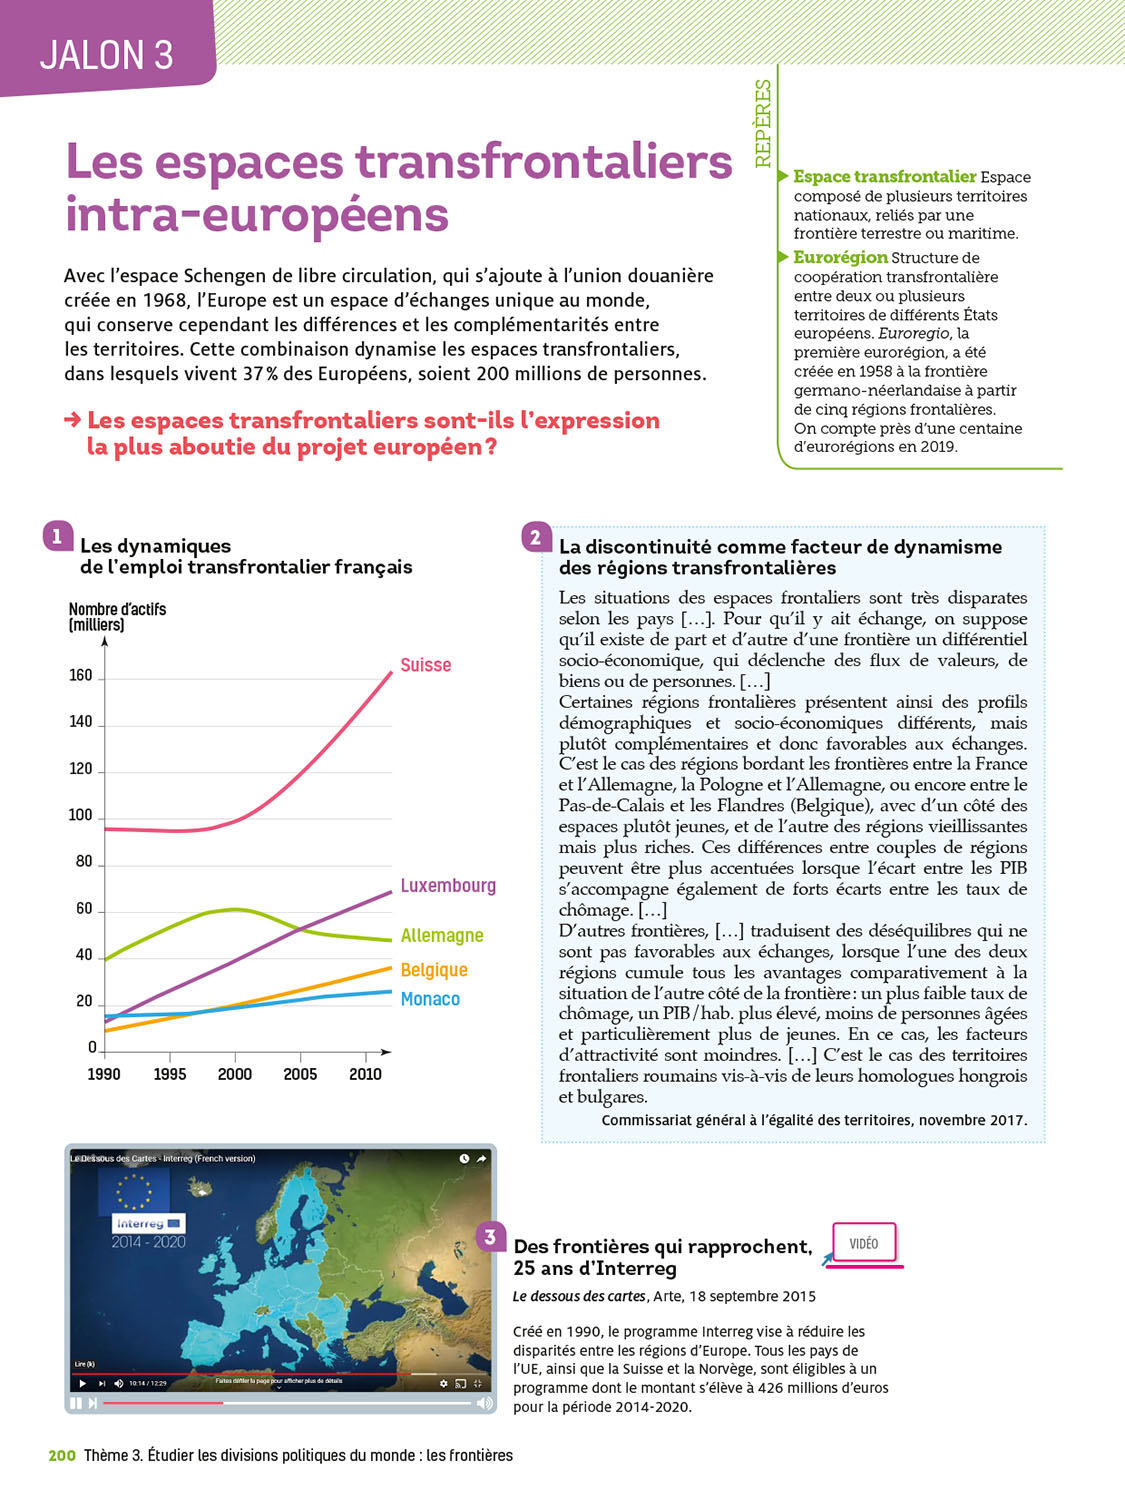 JALON 3
Les espaces transfrontaliers
intra-européens
Avec l'espace Schengen de libre circulation, qui s'ajoute à l'union douanière
créée en 1968, l'Europe est un espace d'échanges unique au monde,
qui conserve cependant les différences et les complémentarités entre
les territoires. Cette combinaison dynamise les espaces transfrontaliers,
dans lesquels vivent 37 % des Européens, soient 200 millions de personnes.
→ Les espaces transfrontaliers sont-ils l'expression
la plus aboutie du projet européen ?
REPÈRES
Espace transfrontalier Espace
composé de plusieurs territoires
nationaux, reliés par une
frontière terrestre ou maritime.
Eurorégion Structure de
coopération transfrontalière
entre deux ou plusieurs
territoires de différents États
européens. Euroregio, la
première eurorégion, a été
créée en 1958 à la frontière
germano-néerlandaise à partir
de cinq régions frontalières.
On compte près d'une centaine
d'eurorégions en 2019.
1
Les dynamiques
de l'emploi transfrontalier français
Nombre d'actifs
(milliers)
160
140
120
100
80
60
40
20
0
1990 1995 2000 2005 2010
Suisse
Luxembourg
Allemagne
Belgique
Monaco
2
La discontinuité comme facteur de dynamisme
des régions transfrontalières
Les situations des espaces frontaliers sont très disparates
selon les pays [...]. Pour qu'il y ait échange, on suppose
qu'il existe de part et d'autre d'une frontière un différentiel
socio-économique, qui déclenche des flux de valeurs, de
biens ou de personnes. [...]
Certaines régions frontalières présentent ainsi des profils
démographiques et socio-économiques différents, mais
plutôt complémentaires et donc favorables aux échanges.
C'est le cas des régions bordant les frontières entre la France
et l'Allemagne, la Pologne et l'Allemagne, ou encore entre le
Pas-de-Calais et les Flandres (Belgique), avec d'un côté des
espaces plutôt jeunes, et de l'autre des régions vieillissantes
mais plus riches. Ces différences entre couples de régions
peuvent être plus accentuées lorsque l'écart entre les PIB
s'accompagne également de forts écarts entre les taux de
chômage. [...]
D'autres frontières, [...] traduisent des déséquilibres qui ne
sont pas favorables aux échanges, lorsque l'une des deux
régions cumule tous les avantages comparativement à la
situation de l'autre côté de la frontière : un plus faible taux de
chômage, un PIB/hab. plus élevé, moins de personnes âgées
et particulièrement plus de jeunes. En ce cas, les facteurs
d'attractivité sont moindres. [...] C'est le cas des territoires
frontaliers roumains vis-à-vis de leurs homologues hongrois
et bulgares.
Commissariat général à l'égalité des territoires, novembre 2017.
Le Dessous des Cartes - Interreg (French version)
Interreg
2014 - 2020
Lire (k)
10:14 / 12:29
Faites défiler la page pour afficher plus de détails
3
Des frontières qui rapprochent,
25 ans d'Interreg
VIDÉO
Le dessous des cartes, Arte, 18 septembre 2015
Créé en 1990, le programme Interreg vise à réduire les
disparités entre les régions d'Europe. Tous les pays de
l'UE, ainsi que la Suisse et la Norvège, sont éligibles à un
programme dont le montant s'élève à 426 millions d'euros
pour la période 2014-2020.
200 Thème 3. Étudier les divisions politiques du monde : les frontières